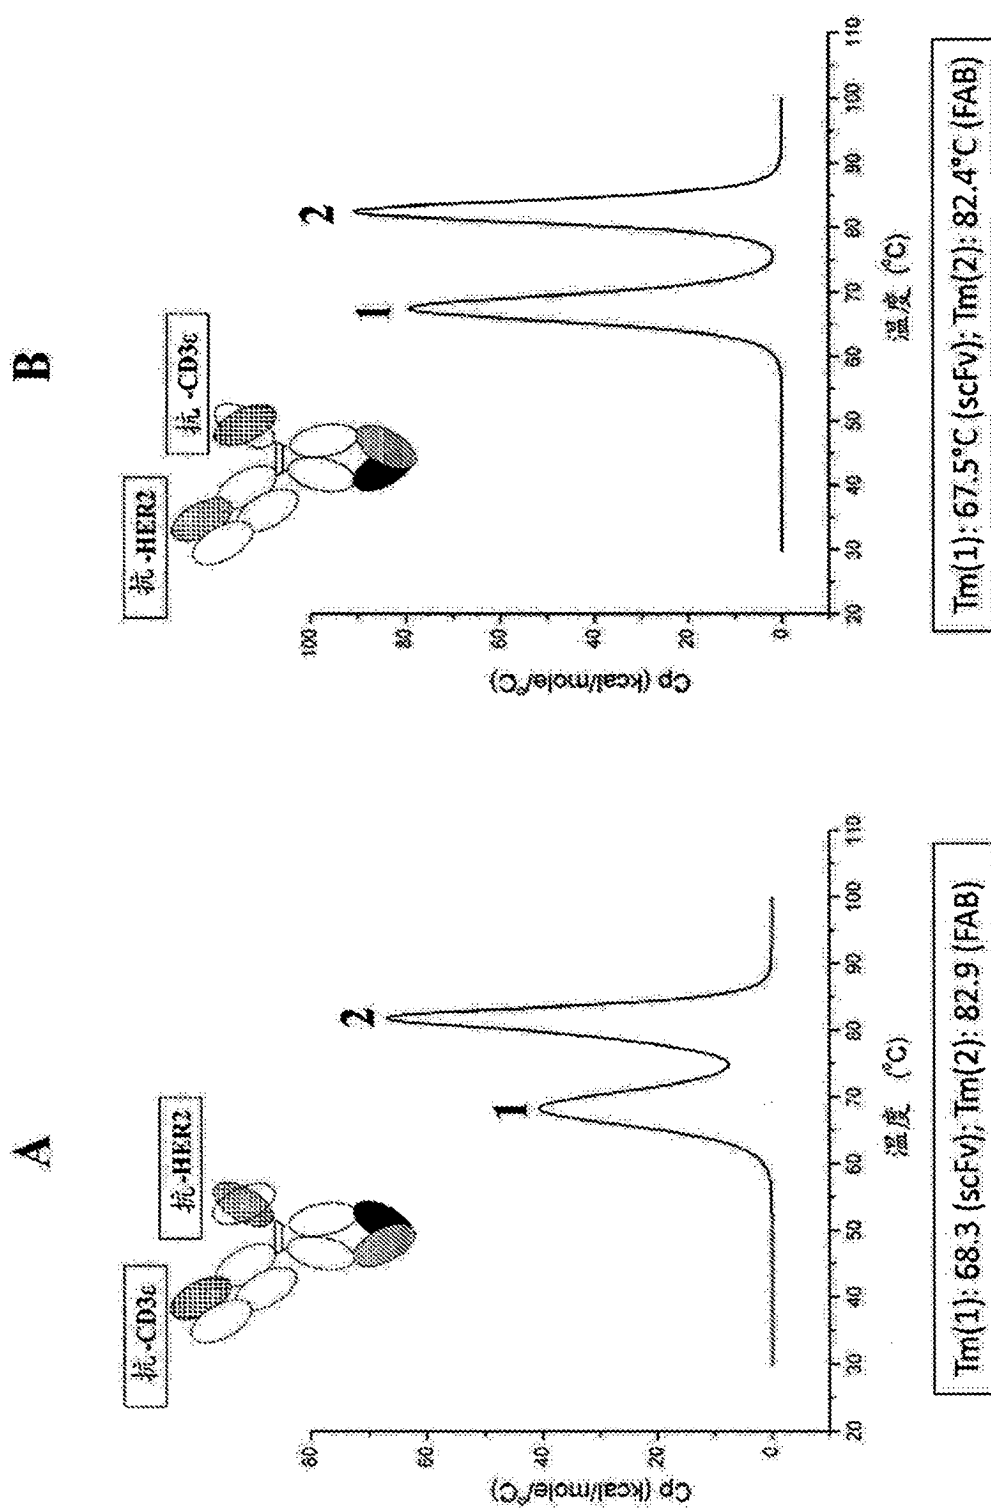 A
抗-CD3ε
抗-HER2
1
2
Cp (kcal/mole/°C)
80
60
40
20
0
20
30
40
50
60
70
80
90
100
110
温度 (°C)
Tm(1): 68.3 (scFv); Tm(2): 82.9 (FAB)
B
抗-HER2
抗-CD3ε
1
2
Cp (kcal/mole/°C)
100
80
60
40
20
0
20
30
40
50
60
70
80
90
100
110
温度 (°C)
Tm(1): 67.5°C (scFv); Tm(2): 82.4°C (FAB)